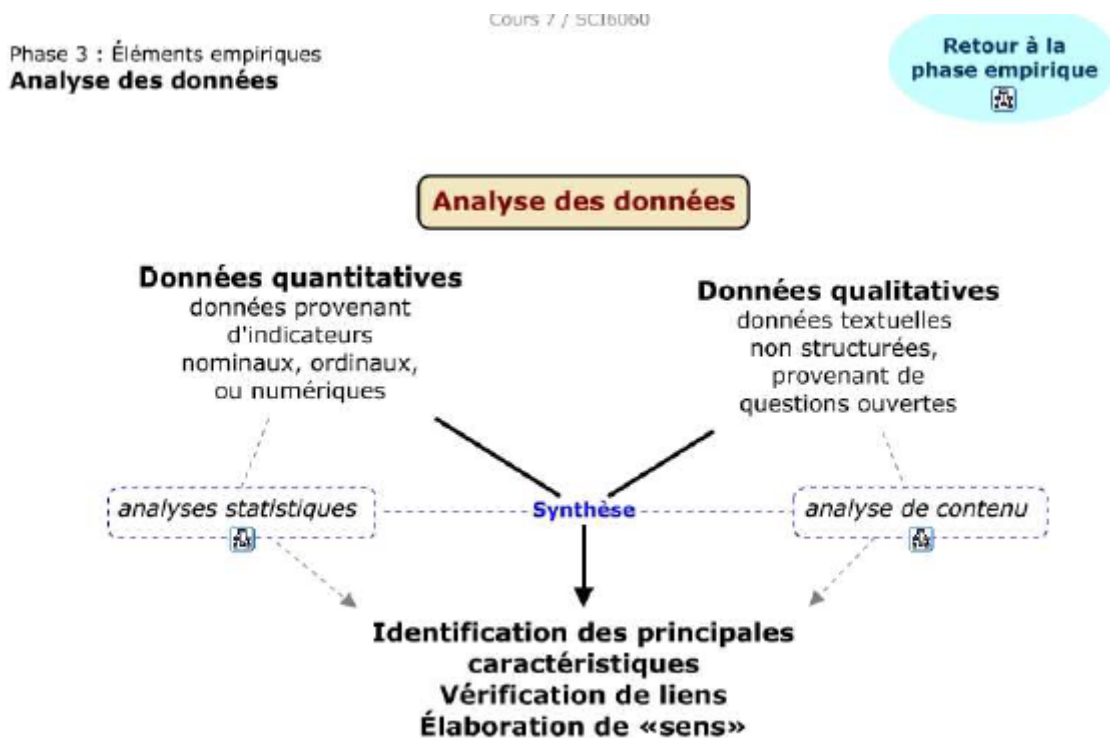 Cours 7 / SCI6060
Phase 3 : Éléments empiriques
Analyse des données
Retour à la
phase empirique
Analyse des données
Données quantitatives
données provenant
d'indicateurs
nominaux, ordinaux,
ou numériques
Données qualitatives
données textuelles
non structurées,
provenant de
questions ouvertes
analyses statistiques
Synthèse
analyse de contenu
Identification des principales
caractéristiques
Vérification de liens
Élaboration de «sens»